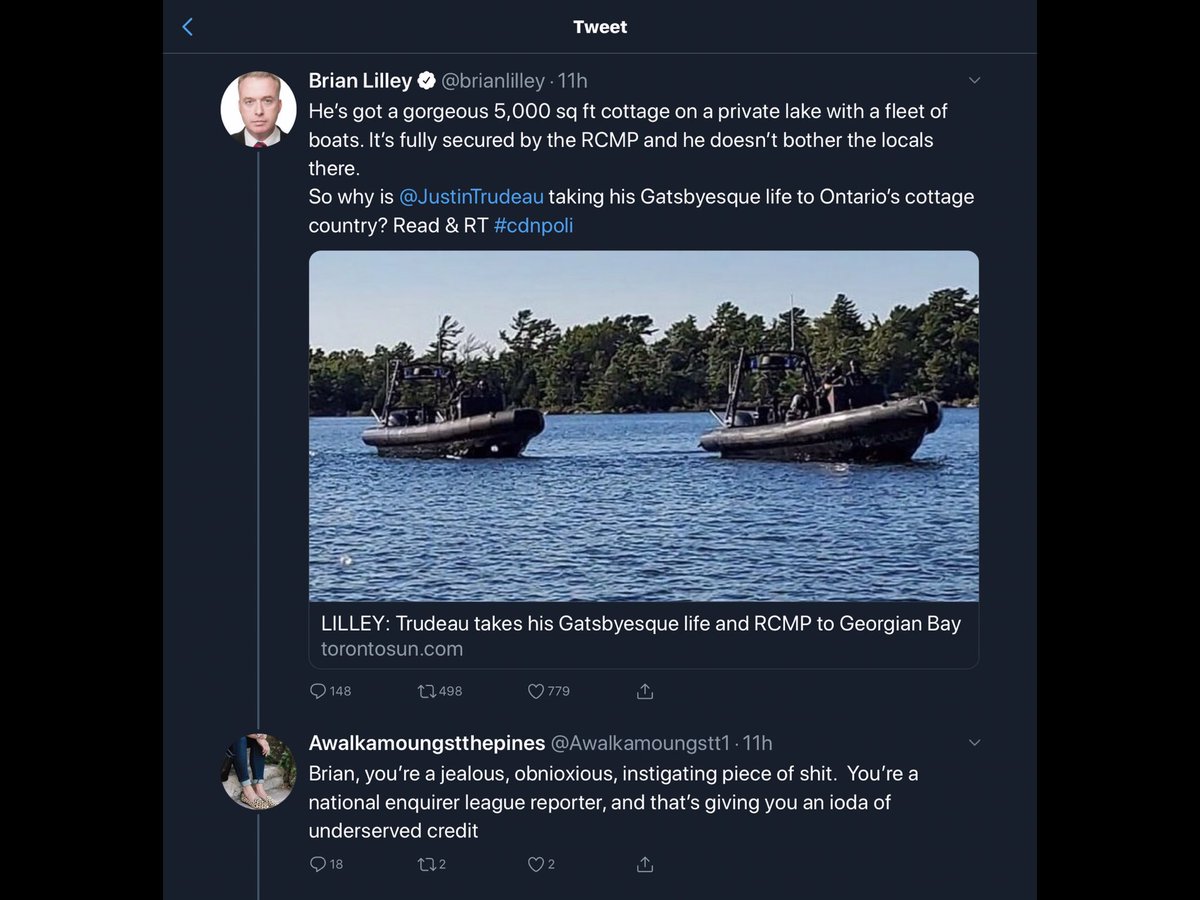 Tweet
Brian Lilley @brianlilley · 11h
He's got a gorgeous 5,000 sq ft cottage on a private lake with a fleet of
boats. It's fully secured by the RCMP and he doesn't bother the locals
there.
So why is @JustinTrudeau taking his Gatsbyesque life to Ontario's cottage
country? Read & RT #cdnpoli
LILLEY: Trudeau takes his Gatsbyesque life and RCMP to Georgian Bay
torontosun.com
148 498 779
Awalkamoungstthepines @Awalkamoungstt1 · 11h
Brian, you're a jealous, obnioxious, instigating piece of shit.  You're a
national enquirer league reporter, and that's giving you an ioda of
underserved credit
18 2 2